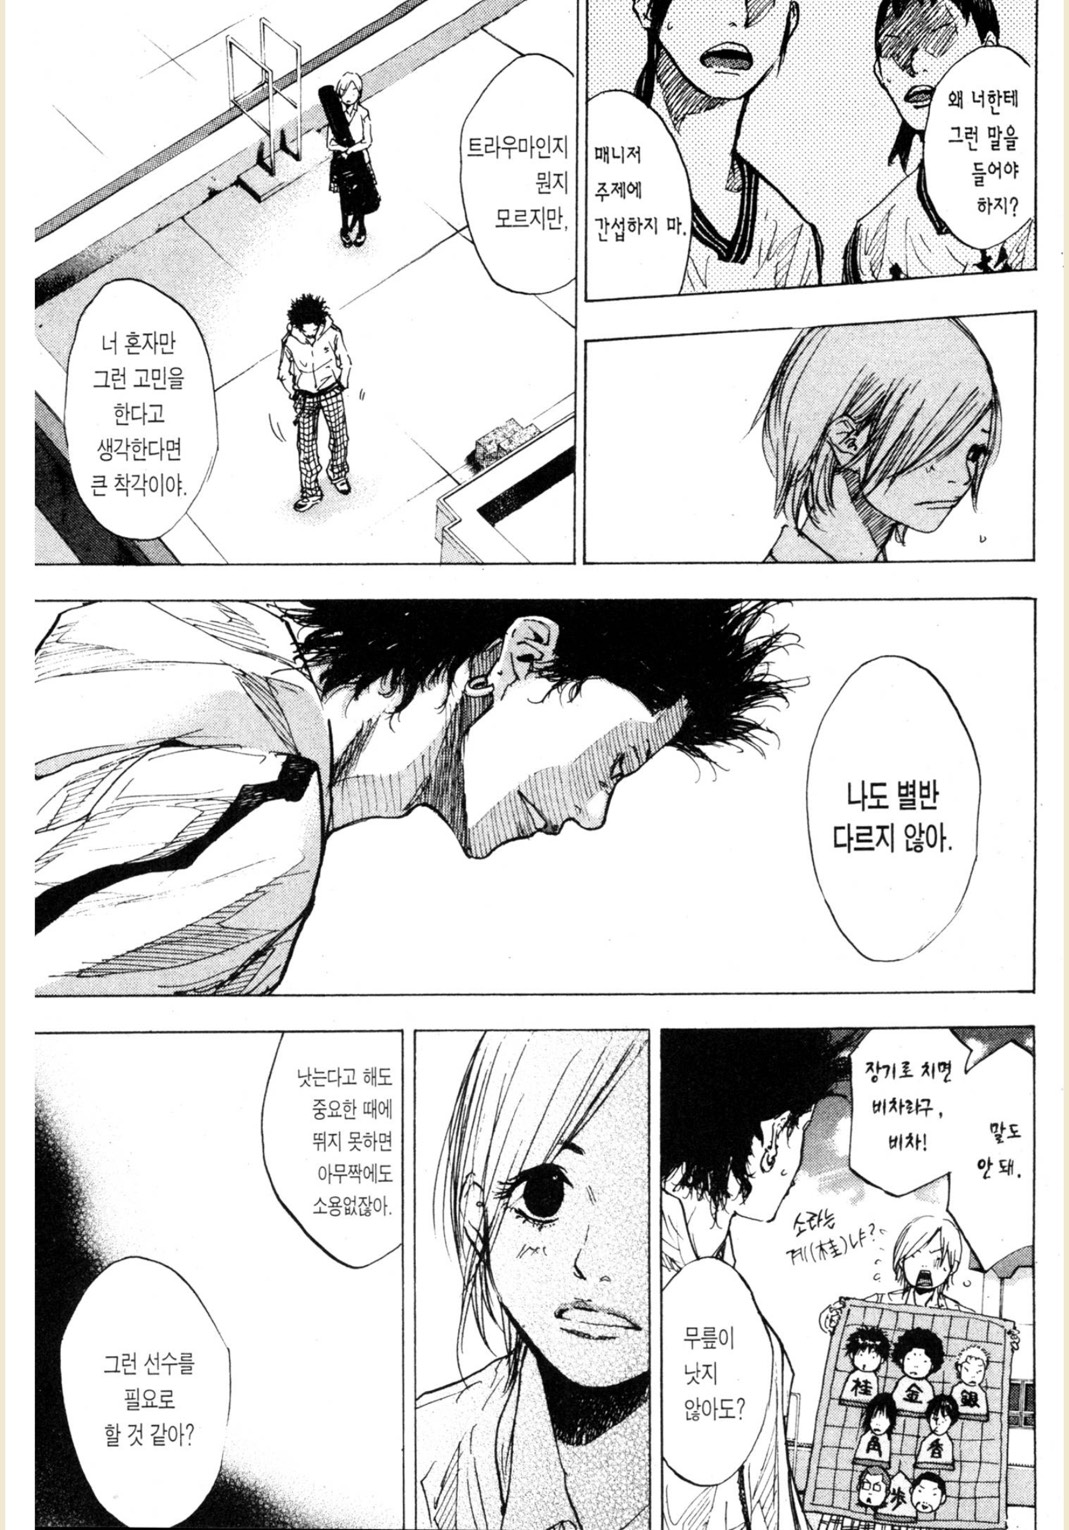 왜 너한테
그런 말을
들어야
하지?
매니저
주제에
간섭하지 마.
트라우마인지
뭔지
모르지만,
너 혼자만
그런 고민을
한다고
생각한다면
큰 착각이야.
나도 별반
다르지 않아.
말도
안 돼.
장기로 치면
비차라구,
비차!
소라는
계(桂)냐?
무릎이
낫지
않아도?
桂 金 銀
角 香
歩
낫는다고 해도
중요한 때에
뛰지 못하면
아무짝에도
소용없잖아.
그런 선수를
필요로
할 것 같아?